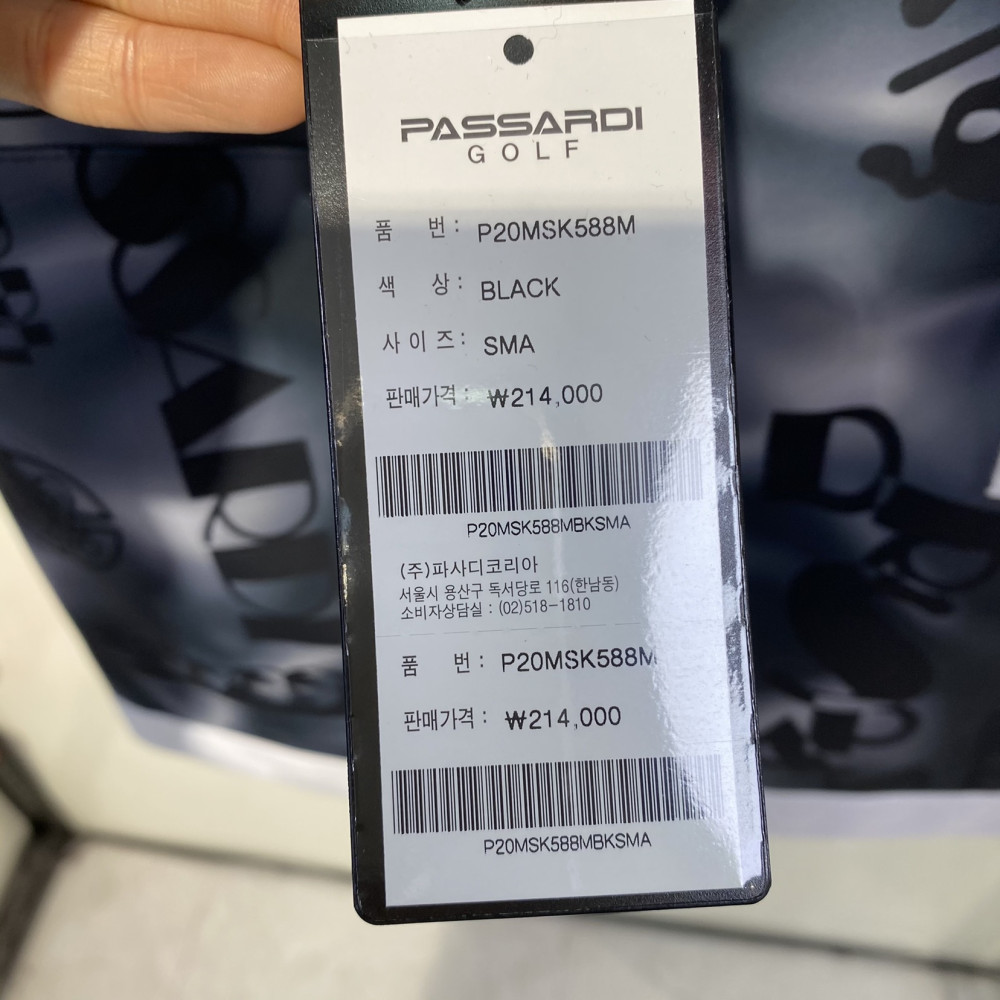 PASSARDI
GOLF
품 번 : P20MSK588M
색 상 : BLACK
사 이 즈 : SMA
판매가격 : ₩214,000
P20MSK588MBKSMA
(주)파사디코리아
서울시 용산구 독서당로 116(한남동)
소비자상담실 : (02)518-1810
품 번 : P20MSK588M
판매가격 : ₩214,000
P20MSK588MBKSMA